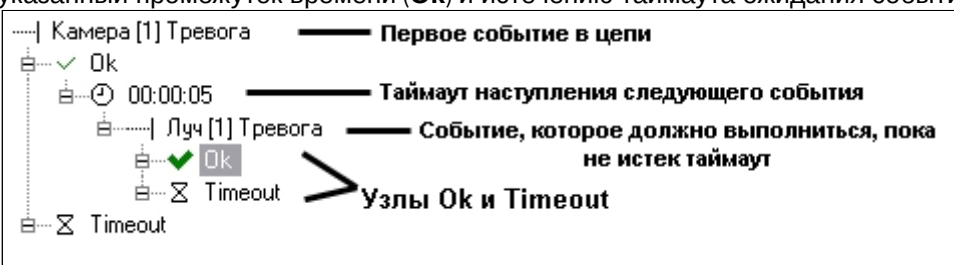 указанный промежуток времени (Ok) и истечению таймаута ожидания событи
Камера [1] Тревога Первое событие в цепи
Ok
00:00:05 Таймаут наступления следующего события
Луч [1] Тревога Событие, которое должно выполниться, пока
не истек таймаут
Ok
Timeout
Узлы Ok и Timeout
Timeout